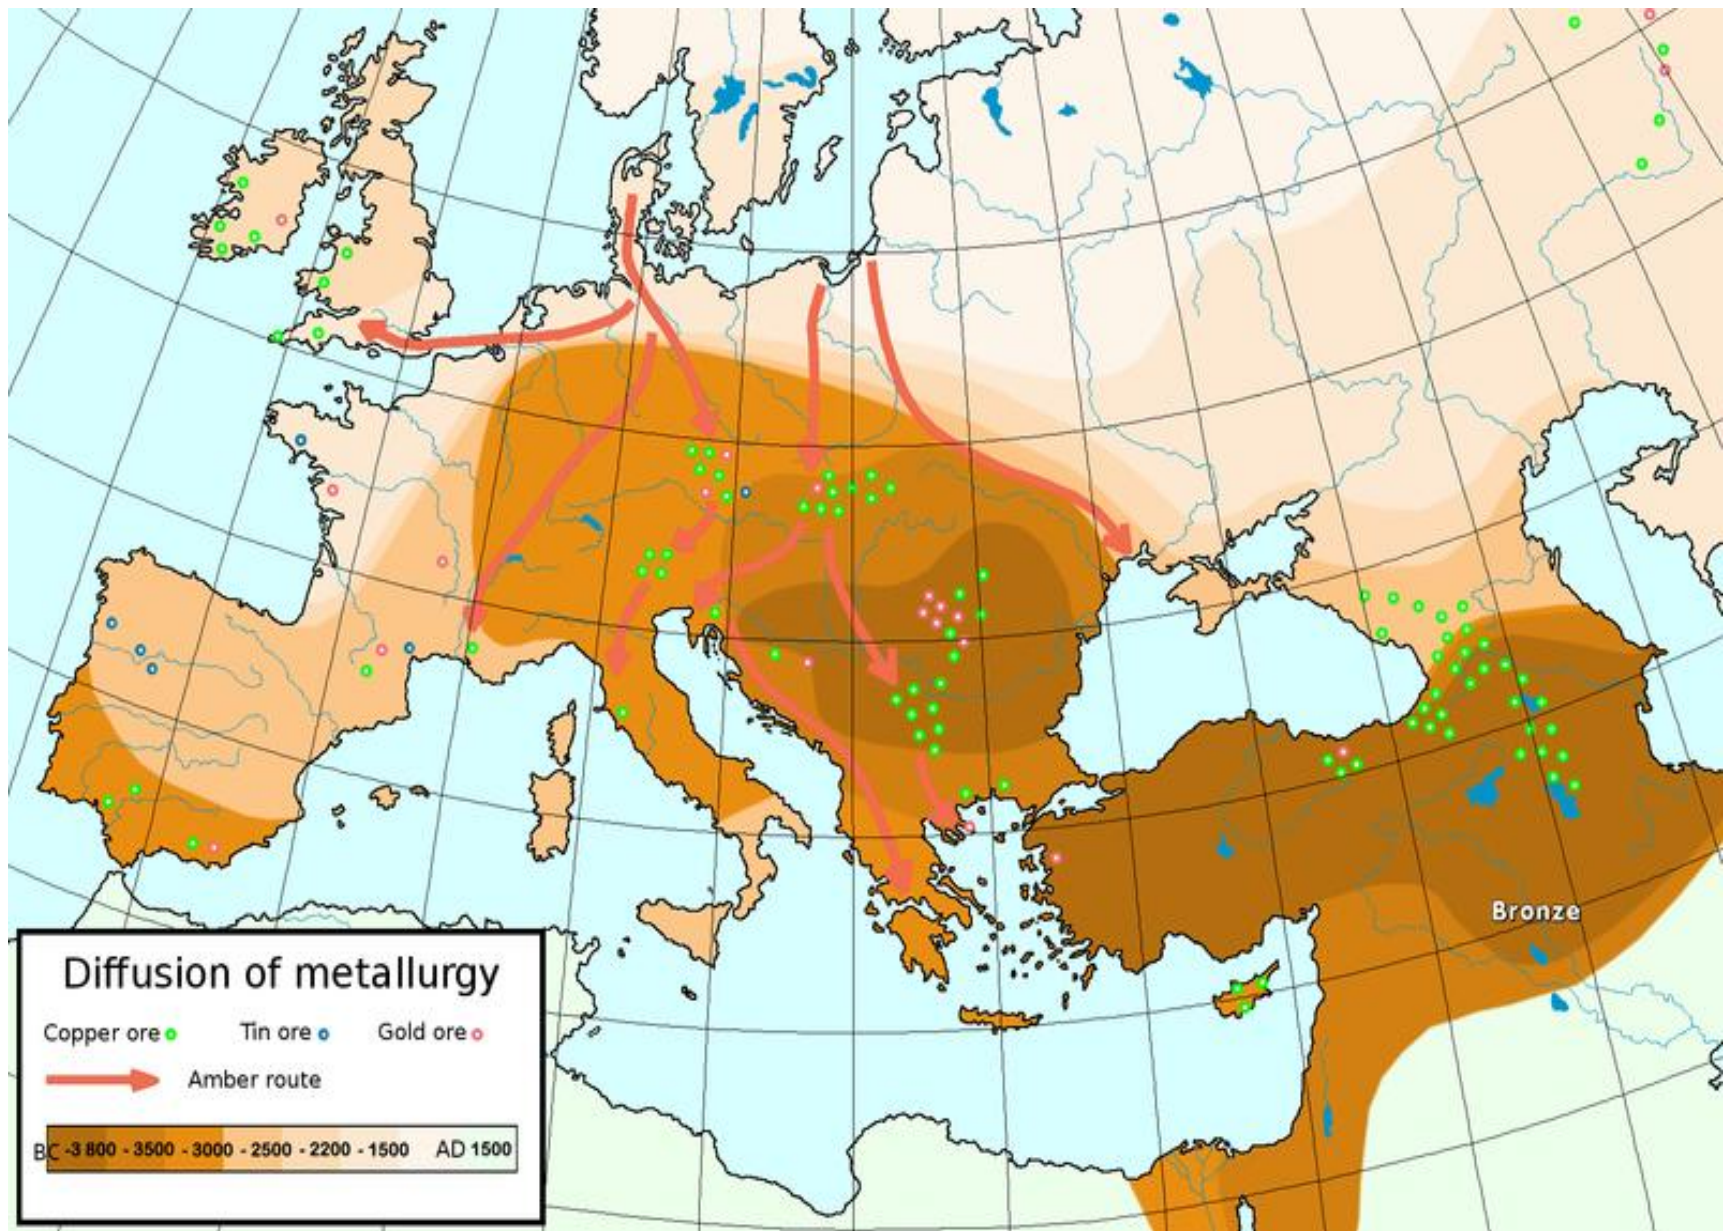 Bronze
Diffusion of metallurgy
Copper ore Tin ore Gold ore
Amber route
BC -3 800 - 3500 - 3000 - 2500 - 2200 - 1500 AD 1500